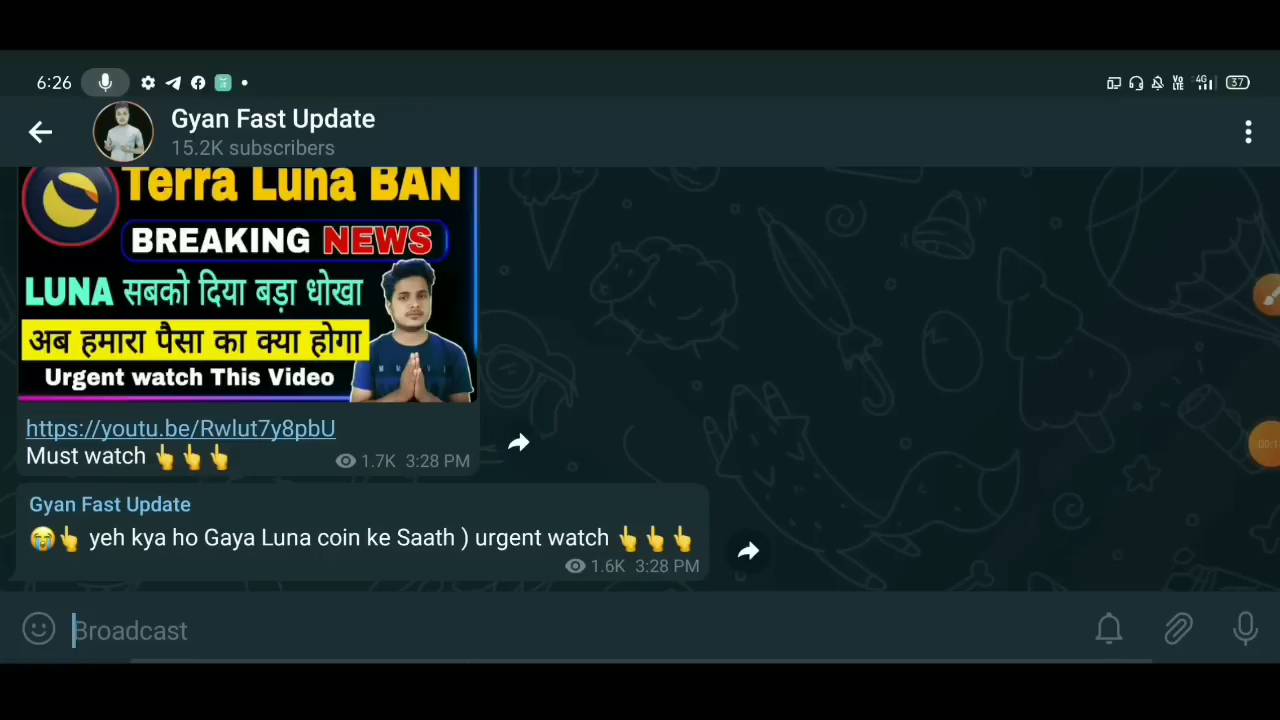 6:26
4G
37
Gyan Fast Update
15.2K subscribers
Terra Luna BAN
BREAKING NEWS
LUNA सबको दिया बड़ा धोखा
अब हमारा पैसा का क्या होगा
Urgent watch This Video
https://youtu.be/Rwlut7y8pbU
Must watch 👆👆👆
1.7K 3:28 PM
Gyan Fast Update
😭👆 yeh kya ho Gaya Luna coin ke Saath ) urgent watch 👆👆👆
1.6K 3:28 PM
Broadcast